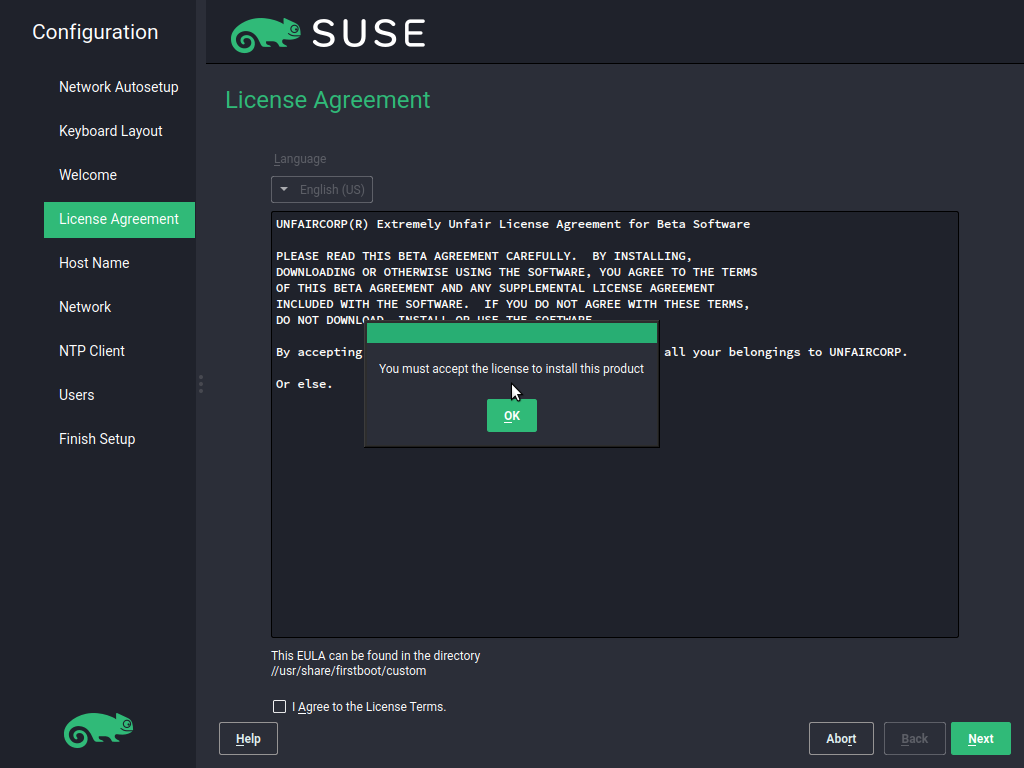 Configuration
SUSE
Network Autosetup
Keyboard Layout
Welcome
License Agreement
Host Name
Network
NTP Client
Users
Finish Setup
License Agreement
Language
English (US)
UNFAIRCORP(R) Extremely Unfair License Agreement for Beta Software
PLEASE READ THIS BETA AGREEMENT CAREFULLY.  BY INSTALLING,
DOWNLOADING OR OTHERWISE USING THE SOFTWARE, YOU AGREE TO THE TERMS
OF THIS BETA AGREEMENT AND ANY SUPPLEMENTAL LICENSE AGREEMENT
INCLUDED WITH THE SOFTWARE.  IF YOU DO NOT AGREE WITH THESE TERMS,
DO NOT DOWNLOAD, INSTALL OR USE THE SOFTWARE.
By accepting all your belongings to UNFAIRCORP.
Or else.
You must accept the license to install this product
OK
This EULA can be found in the directory
//usr/share/firstboot/custom
I Agree to the License Terms.
Help
Abort
Back
Next